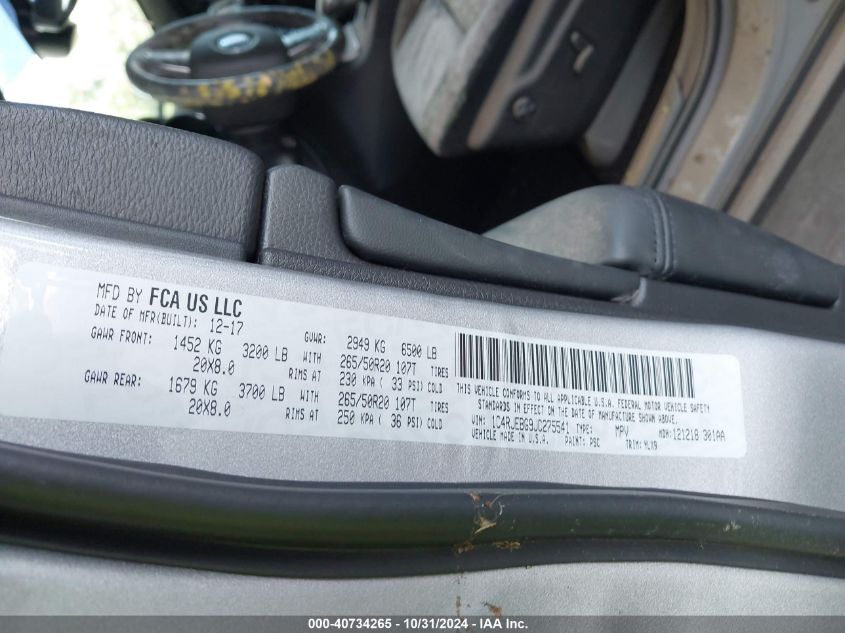 MFD BY FCA US LLC
DATE OF MFR(BUILT): 12-17 GVWR: 2949 KG 6500 LB
GAWR FRONT: 1452 KG 3200 LB WITH 265/50R20 107T TIRES
20X8.0 RIMS AT 230 KPA ( 33 PSI) COLD
GAWR REAR: 1679 KG 3700 LB WITH 265/50R20 107T TIRES
20X8.0 RIMS AT 250 KPA ( 36 PSI) COLD
THIS VEHICLE CONFORMS TO ALL APPLICABLE U.S.A. FEDERAL MOTOR VEHICLE SAFETY
STANDARDS IN EFFECT ON THE DATE OF MANUFACTURE SHOWN ABOVE.
VIN: 1C4RJEBG9JC275541 TYPE: MPV MDH: 121218 301AA
VEHICLE MADE IN U.S.A. PAINT: PSC TRIM: YLX9
000-40734265 - 10/31/2024 - IAA Inc.